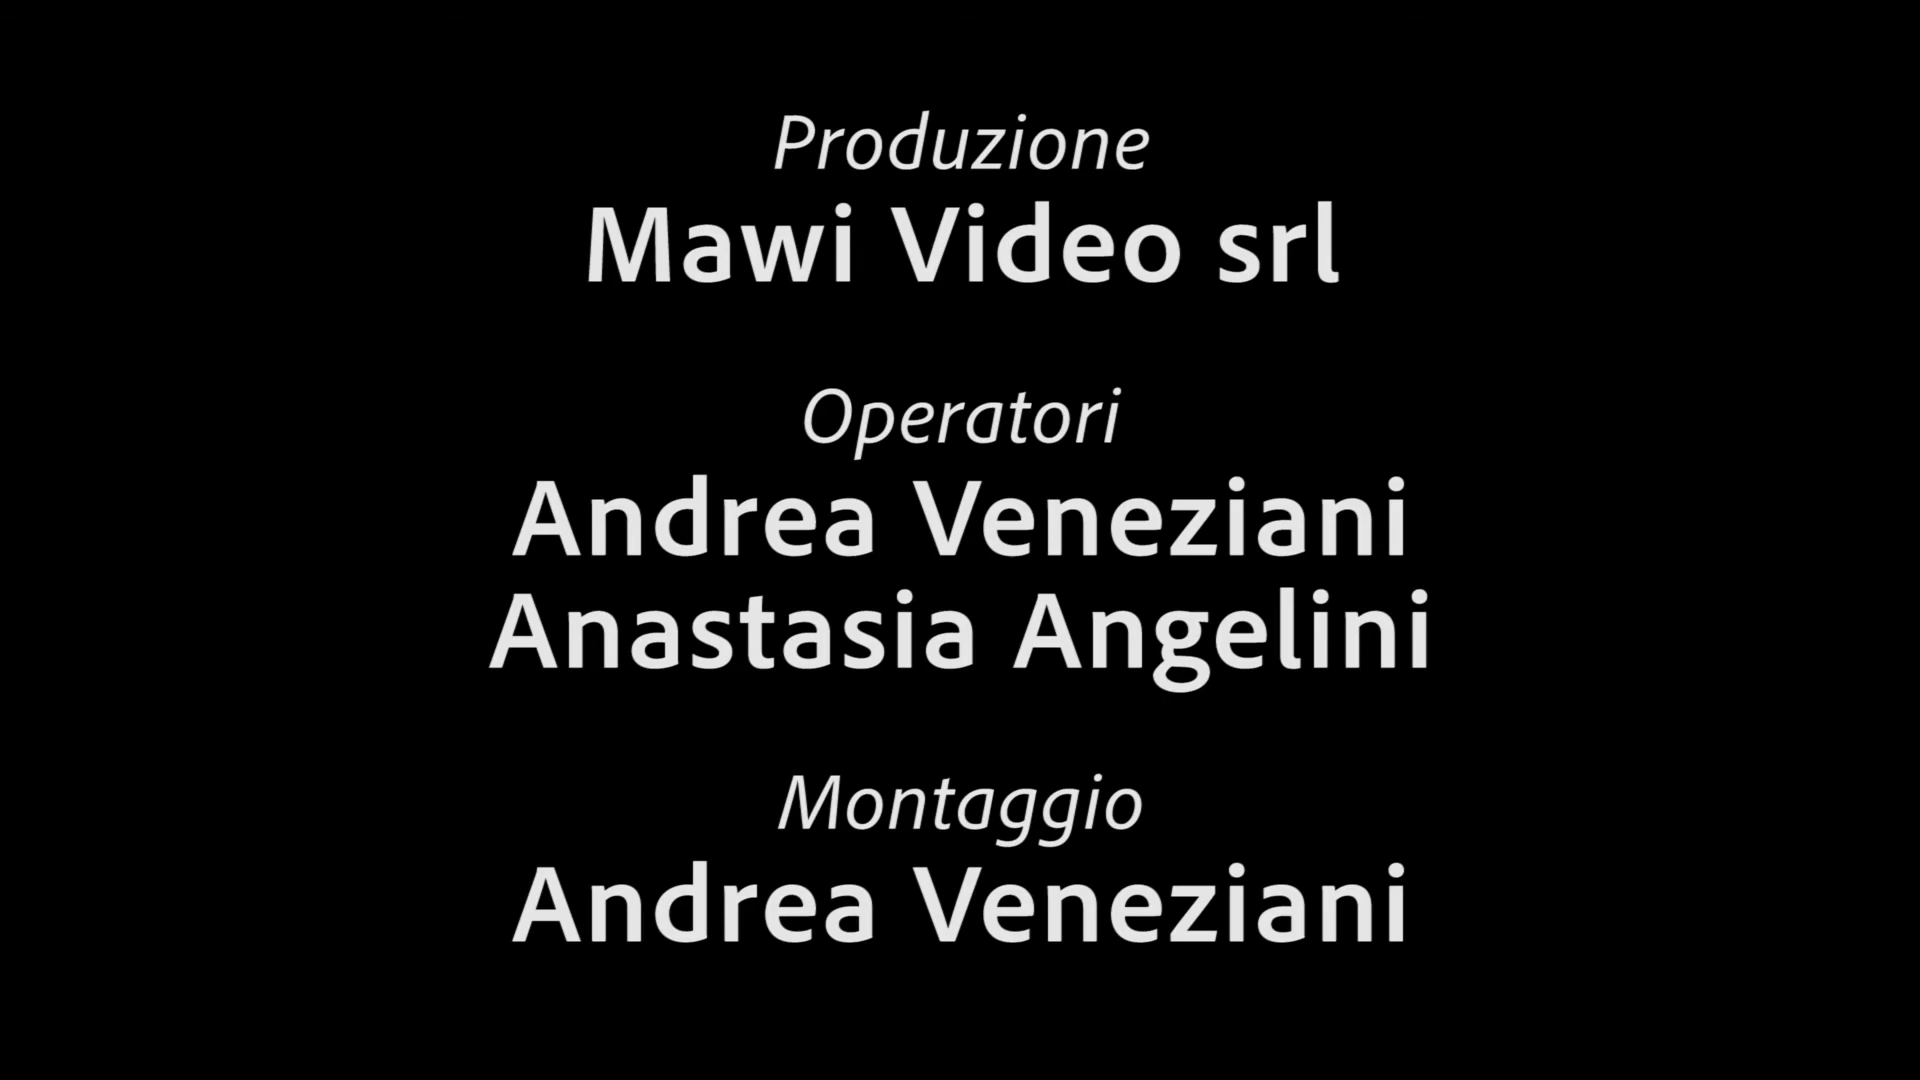 Produzione
Mawi Video srl
Operatori
Andrea Veneziani
Anastasia Angelini
Montaggio
Andrea Veneziani